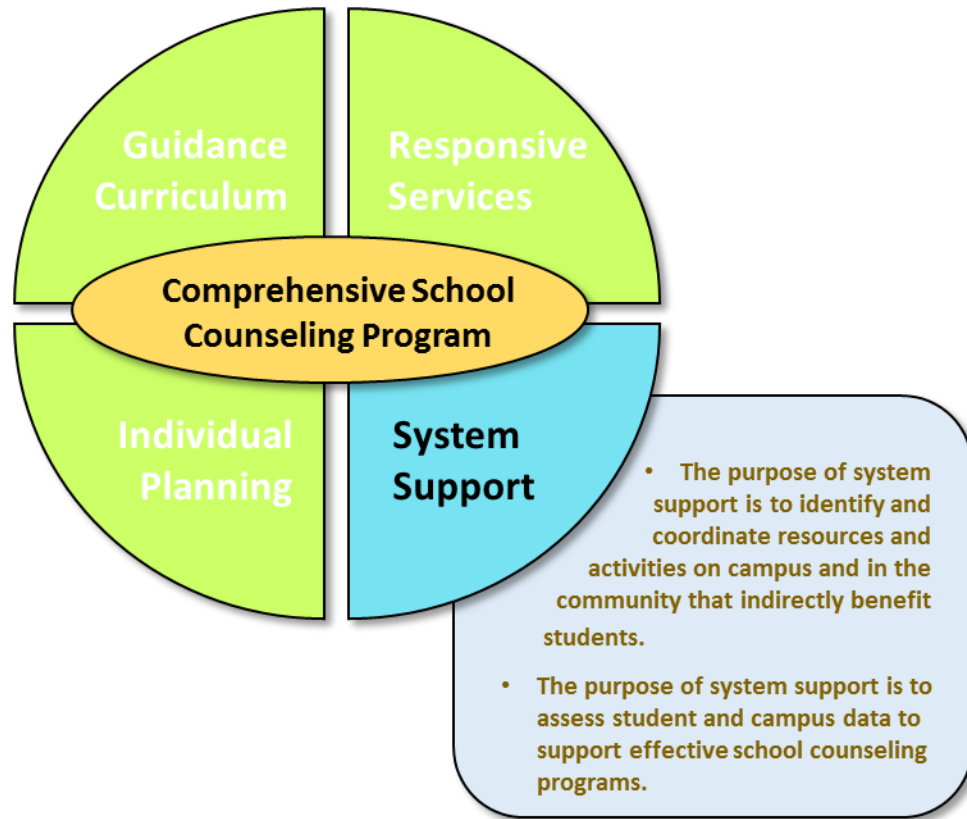 Guidance
Curriculum
Responsive
Services
Comprehensive School
Counseling Program
Individual
Planning
System
Support
• The purpose of system
support is to identify and
coordinate resources and
activities on campus and in the
community that indirectly benefit
students.
• The purpose of system support is to
assess student and campus data to
support effective school counseling
programs.